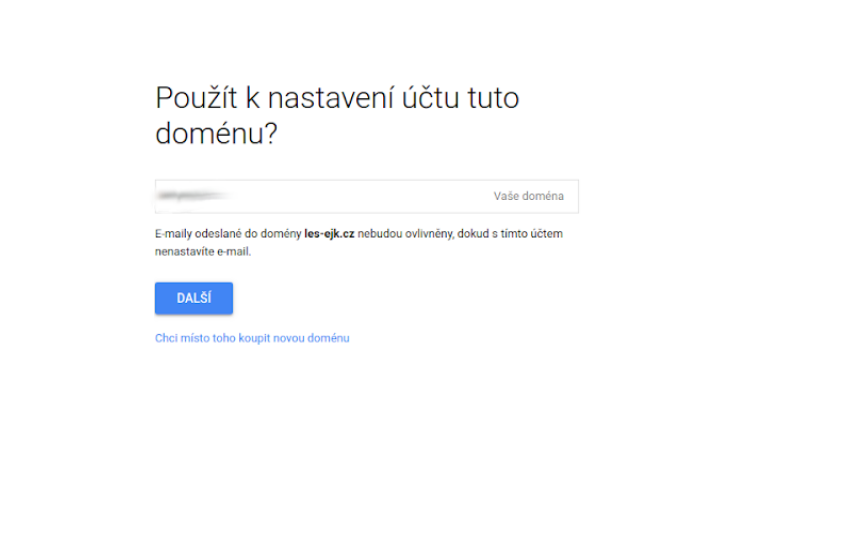 Použít k nastavení účtu tuto
doménu?
Vaše doména
E-maily odeslané do domény les-ejk.cz nebudou ovlivněny, dokud s tímto účtem
nenastavíte e-mail.
DALŠÍ
Chci místo toho koupit novou doménu